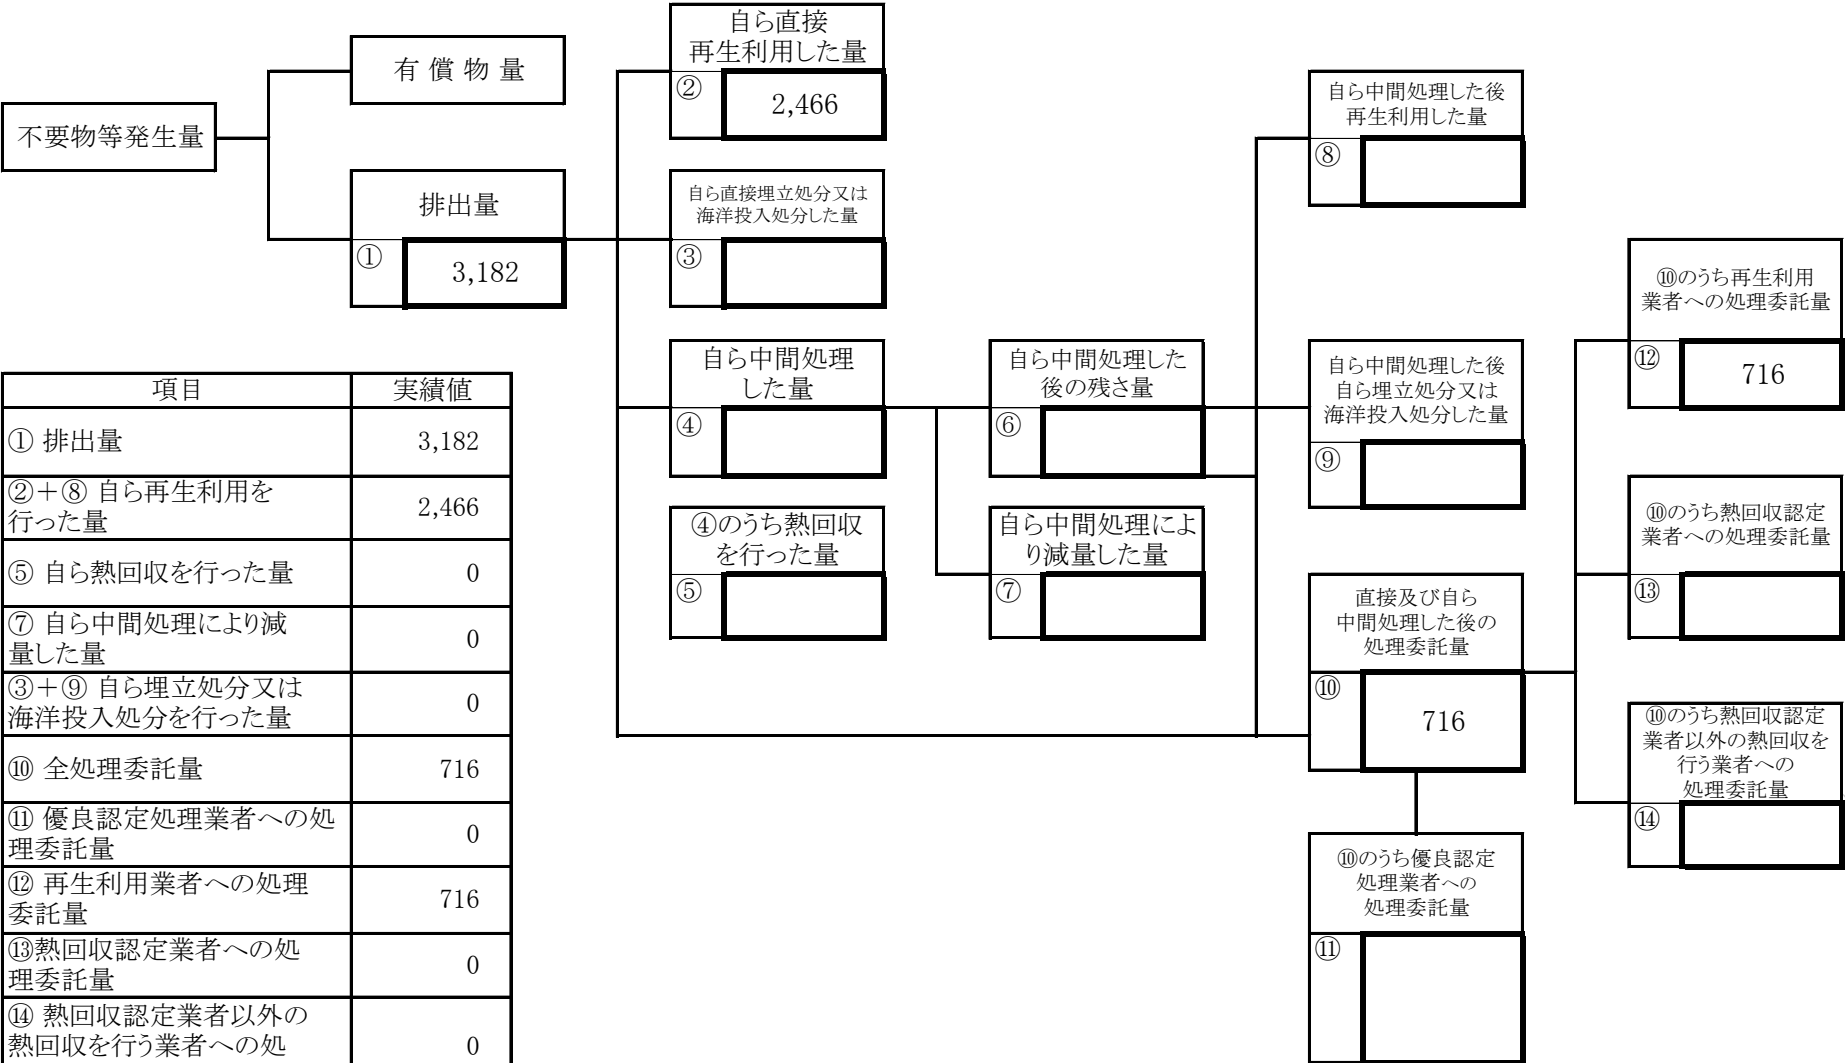 不要物等発生量
有 償 物 量
排出量
①
3,182
自ら直接
再生利用した量
②
2,466
自ら直接埋立処分又は
海洋投入処分した量
③
自ら中間処理
した量
④
④のうち熱回収
を行った量
⑤
自ら中間処理した
後の残さ量
⑥
自ら中間処理によ
り減量した量
⑦
自ら中間処理した後
再生利用した量
⑧
自ら中間処理した後
自ら埋立処分又は
海洋投入処分した量
⑨
直接及び自ら
中間処理した後の
処理委託量
⑩
716
⑩のうち優良認定
処理業者への
処理委託量
⑪
⑩のうち再生利用
業者への処理委託量
⑫
716
⑩のうち熱回収認定
業者への処理委託量
⑬
⑩のうち熱回収認定
業者以外の熱回収を
行う業者への
処理委託量
⑭
項目 実績値
① 排出量 3,182
②+⑧ 自ら再生利用を
行った量 2,466
⑤ 自ら熱回収を行った量 0
⑦ 自ら中間処理により減
量した量 0
③+⑨ 自ら埋立処分又は
海洋投入処分を行った量 0
⑩ 全処理委託量 716
⑪ 優良認定処理業者への処
理委託量 0
⑫ 再生利用業者への処理
委託量 716
⑬熱回収認定業者への処
理委託量 0
⑭ 熱回収認定業者以外の
熱回収を行う業者への処 0